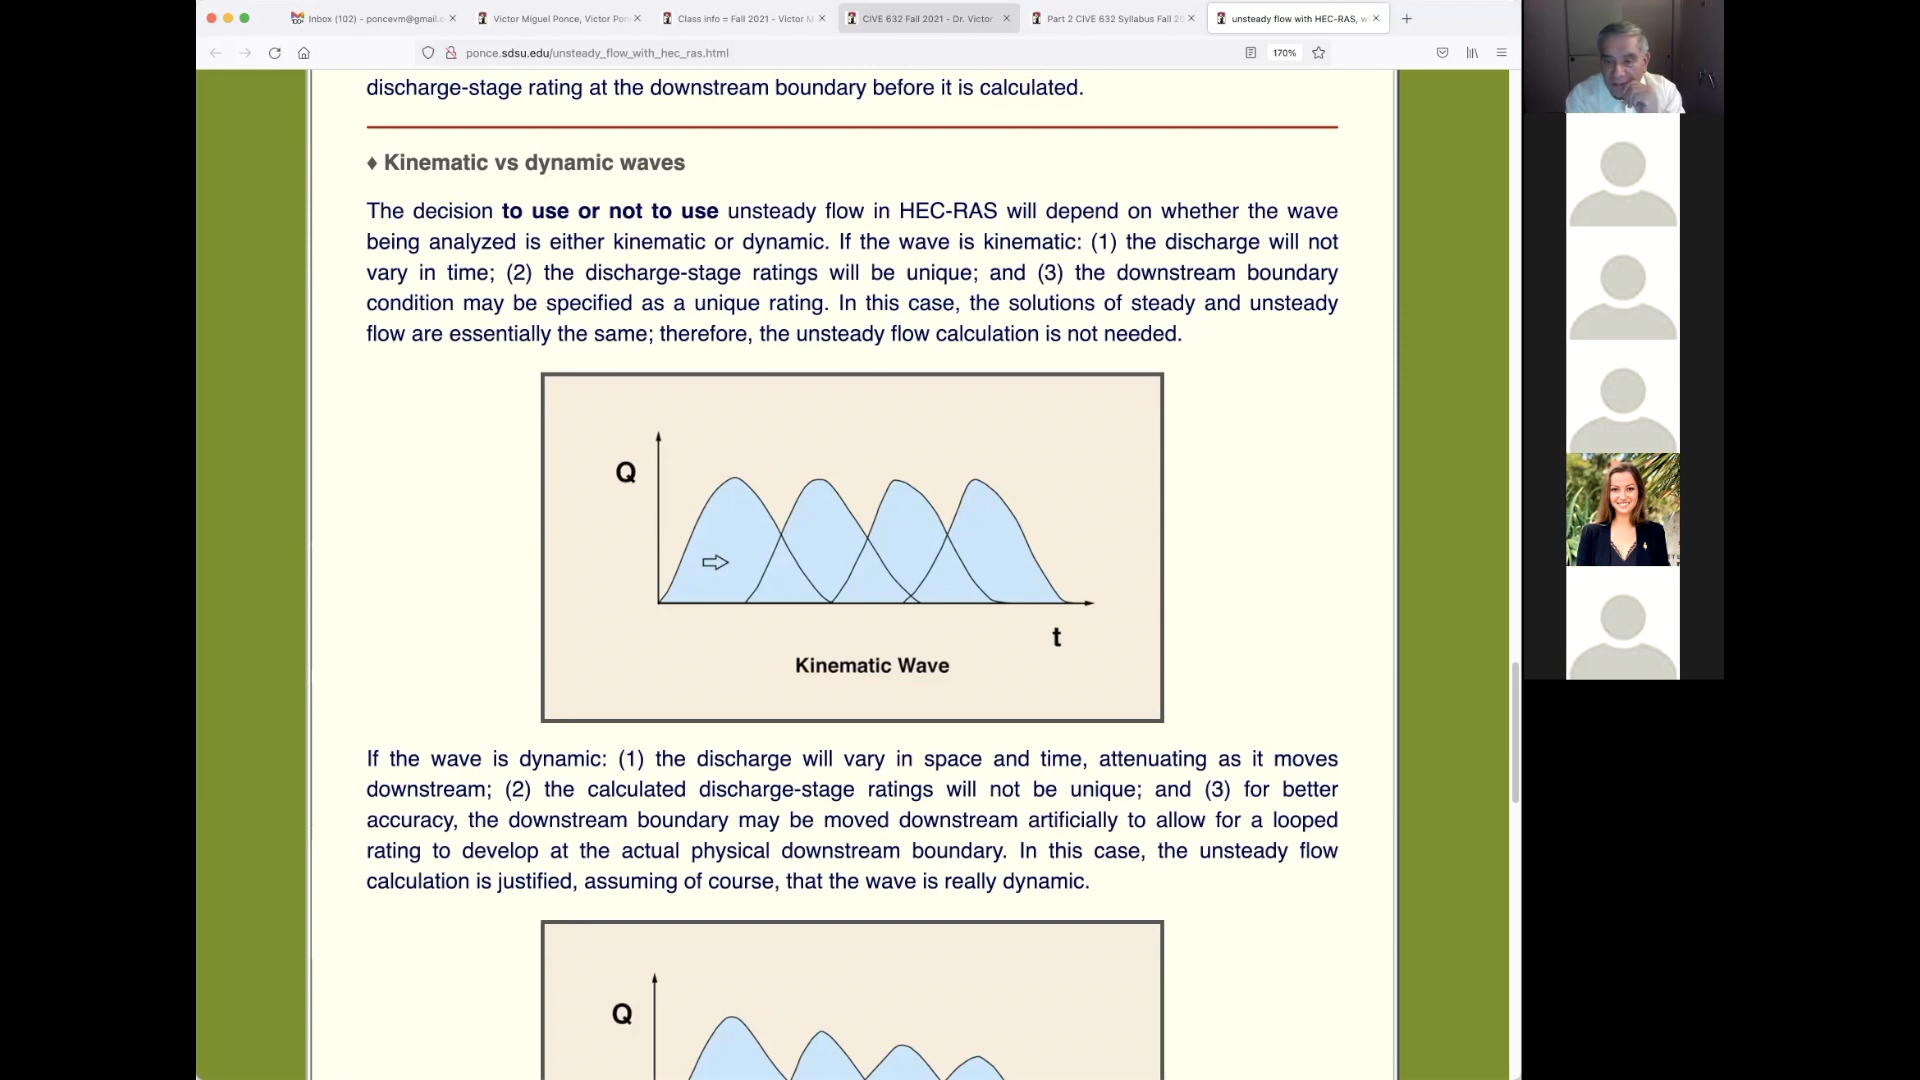 Inbox (102) - poncevm@gmail.c
Victor Miguel Ponce, Victor Pon
Class info = Fall 2021 - Victor M
CIVE 632 Fall 2021 - Dr. Victor
Part 2 CIVE 632 Syllabus Fall 20
unsteady flow with HEC-RAS, w
ponce.sdsu.edu/unsteady_flow_with_hec_ras.html
170%
discharge-stage rating at the downstream boundary before it is calculated.
♦ Kinematic vs dynamic waves
The decision to use or not to use unsteady flow in HEC-RAS will depend on whether the wave
being analyzed is either kinematic or dynamic. If the wave is kinematic: (1) the discharge will not
vary in time; (2) the discharge-stage ratings will be unique; and (3) the downstream boundary
condition may be specified as a unique rating. In this case, the solutions of steady and unsteady
flow are essentially the same; therefore, the unsteady flow calculation is not needed.
Q
t
Kinematic Wave
If the wave is dynamic: (1) the discharge will vary in space and time, attenuating as it moves
downstream; (2) the calculated discharge-stage ratings will not be unique; and (3) for better
accuracy, the downstream boundary may be moved downstream artificially to allow for a looped
rating to develop at the actual physical downstream boundary. In this case, the unsteady flow
calculation is justified, assuming of course, that the wave is really dynamic.
Q